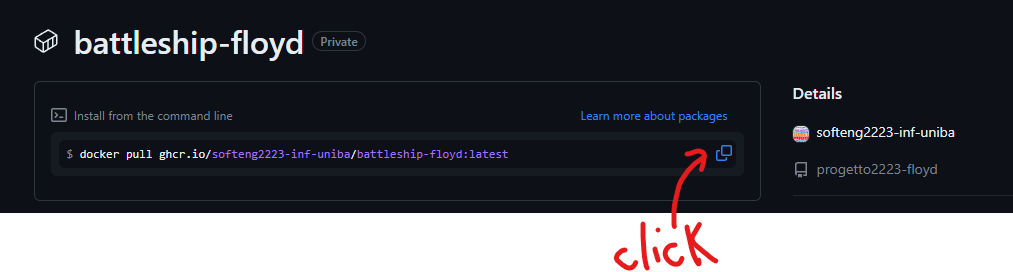 battleship-floyd Private
Install from the command line
Learn more about packages
$ docker pull ghcr.io/softeng2223-inf-uniba/battleship-floyd:latest
Details
softeng2223-inf-uniba
progetto2223-floyd
click